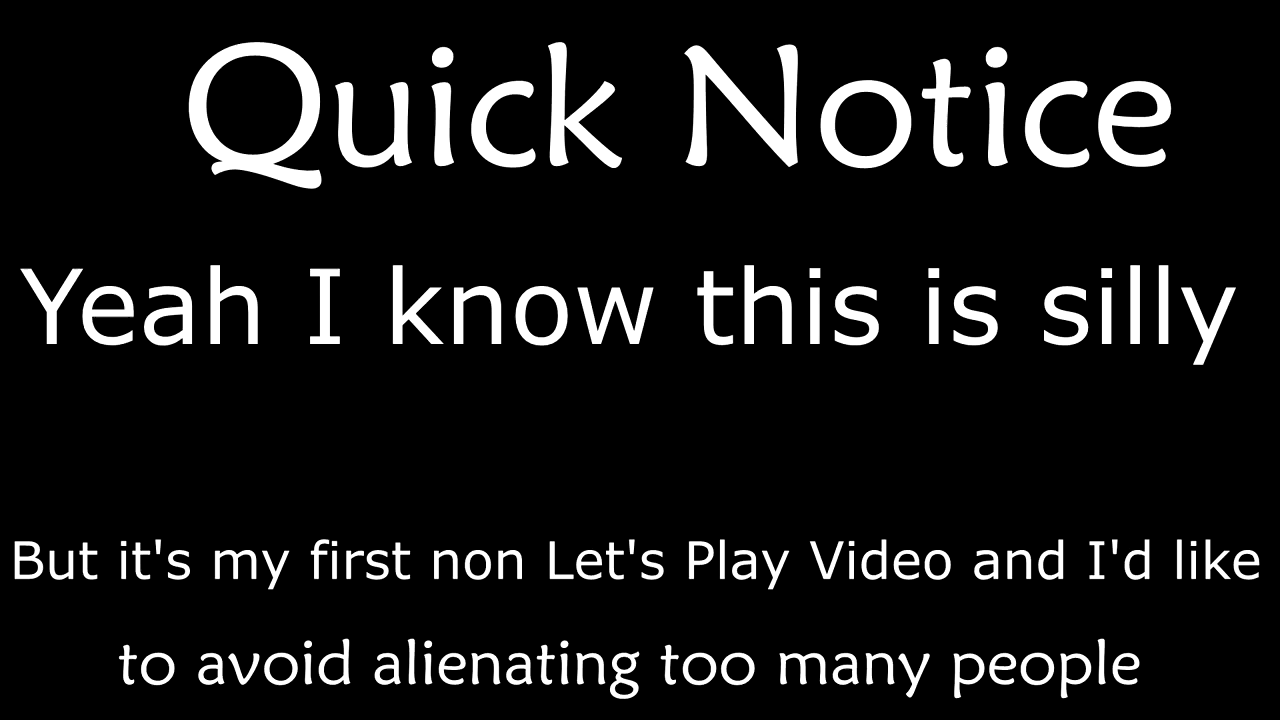 Quick Notice
Yeah I know this is silly
But it's my first non Let's Play Video and I'd like
to avoid alienating too many people